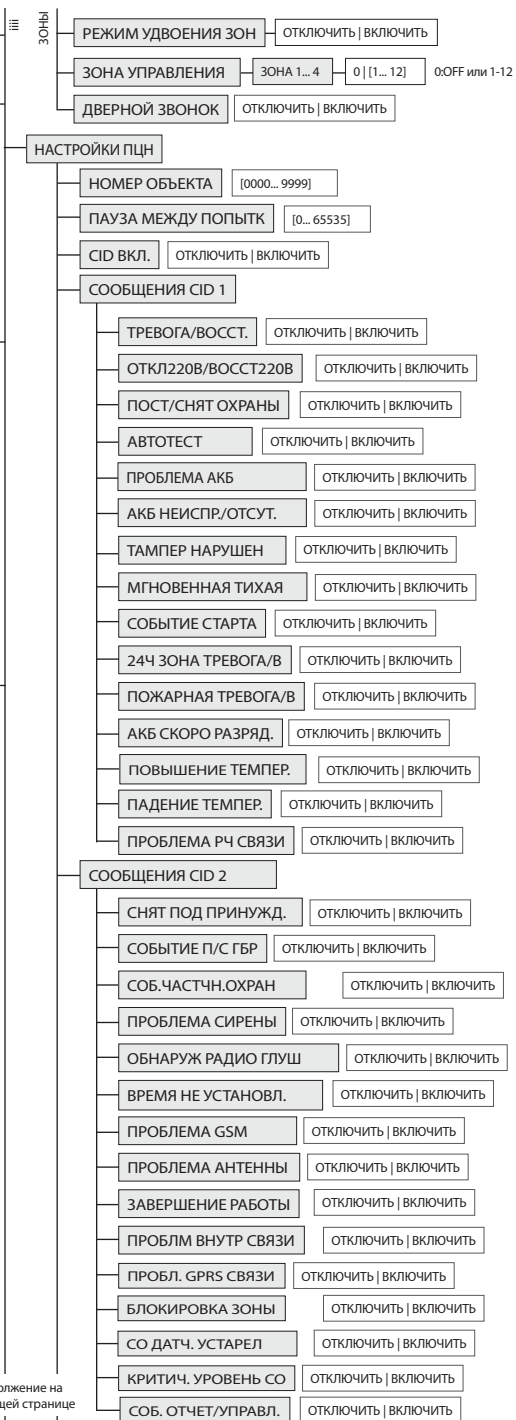 ЗОНЫ
РЕЖИМ УДВОЕНИЯ ЗОН ОТКЛЮЧИТЬ | ВКЛЮЧИТЬ
ЗОНА УПРАВЛЕНИЯ ЗОНА 1... 4 0 | [1... 12] 0:OFF или 1-12
ДВЕРНОЙ ЗВОНОК ОТКЛЮЧИТЬ | ВКЛЮЧИТЬ
НАСТРОЙКИ ПЦН
НОМЕР ОБЪЕКТА [0000... 9999]
ПАУЗА МЕЖДУ ПОПЫТК [0... 65535]
CID ВКЛ. ОТКЛЮЧИТЬ | ВКЛЮЧИТЬ
СООБЩЕНИЯ CID 1
ТРЕВОГА/ВОССТ. ОТКЛЮЧИТЬ | ВКЛЮЧИТЬ
ОТКЛ220В/ВОССТ220В ОТКЛЮЧИТЬ | ВКЛЮЧИТЬ
ПОСТ/СНЯТ ОХРАНЫ ОТКЛЮЧИТЬ | ВКЛЮЧИТЬ
АВТОТЕСТ ОТКЛЮЧИТЬ | ВКЛЮЧИТЬ
ПРОБЛЕМА АКБ ОТКЛЮЧИТЬ | ВКЛЮЧИТЬ
АКБ НЕИСПР./ОТСУТ. ОТКЛЮЧИТЬ | ВКЛЮЧИТЬ
ТАМПЕР НАРУШЕН ОТКЛЮЧИТЬ | ВКЛЮЧИТЬ
МГНОВЕННАЯ ТИХАЯ ОТКЛЮЧИТЬ | ВКЛЮЧИТЬ
СОБЫТИЕ СТАРТА ОТКЛЮЧИТЬ | ВКЛЮЧИТЬ
24Ч ЗОНА ТРЕВОГА/В ОТКЛЮЧИТЬ | ВКЛЮЧИТЬ
ПОЖАРНАЯ ТРЕВОГА/В ОТКЛЮЧИТЬ | ВКЛЮЧИТЬ
АКБ СКОРО РАЗРЯД. ОТКЛЮЧИТЬ | ВКЛЮЧИТЬ
ПОВЫШЕНИЕ ТЕМПЕР. ОТКЛЮЧИТЬ | ВКЛЮЧИТЬ
ПАДЕНИЕ ТЕМПЕР. ОТКЛЮЧИТЬ | ВКЛЮЧИТЬ
ПРОБЛЕМА РЧ СВЯЗИ ОТКЛЮЧИТЬ | ВКЛЮЧИТЬ
СООБЩЕНИЯ CID 2
СНЯТ ПОД ПРИНУЖД. ОТКЛЮЧИТЬ | ВКЛЮЧИТЬ
СОБЫТИЕ П/С ГБР ОТКЛЮЧИТЬ | ВКЛЮЧИТЬ
СОБ.ЧАСТЧН.ОХРАН ОТКЛЮЧИТЬ | ВКЛЮЧИТЬ
ПРОБЛЕМА СИРЕНЫ ОТКЛЮЧИТЬ | ВКЛЮЧИТЬ
ОБНАРУЖ РАДИО ГЛУШ ОТКЛЮЧИТЬ | ВКЛЮЧИТЬ
ВРЕМЯ НЕ УСТАНОВЛ. ОТКЛЮЧИТЬ | ВКЛЮЧИТЬ
ПРОБЛЕМА GSM ОТКЛЮЧИТЬ | ВКЛЮЧИТЬ
ПРОБЛЕМА АНТЕННЫ ОТКЛЮЧИТЬ | ВКЛЮЧИТЬ
ЗАВЕРШЕНИЕ РАБОТЫ ОТКЛЮЧИТЬ | ВКЛЮЧИТЬ
ПРОБЛМ ВНУТР СВЯЗИ ОТКЛЮЧИТЬ | ВКЛЮЧИТЬ
ПРОБЛ. GPRS СВЯЗИ ОТКЛЮЧИТЬ | ВКЛЮЧИТЬ
БЛОКИРОВКА ЗОНЫ ОТКЛЮЧИТЬ | ВКЛЮЧИТЬ
СО ДАТЧ. УСТАРЕЛ ОТКЛЮЧИТЬ | ВКЛЮЧИТЬ
КРИТИЧ. УРОВЕНЬ СО ОТКЛЮЧИТЬ | ВКЛЮЧИТЬ
олжение на
щей странице
СОБ. ОТЧЕТ/УПРАВЛ. ОТКЛЮЧИТЬ | ВКЛЮЧИТЬ